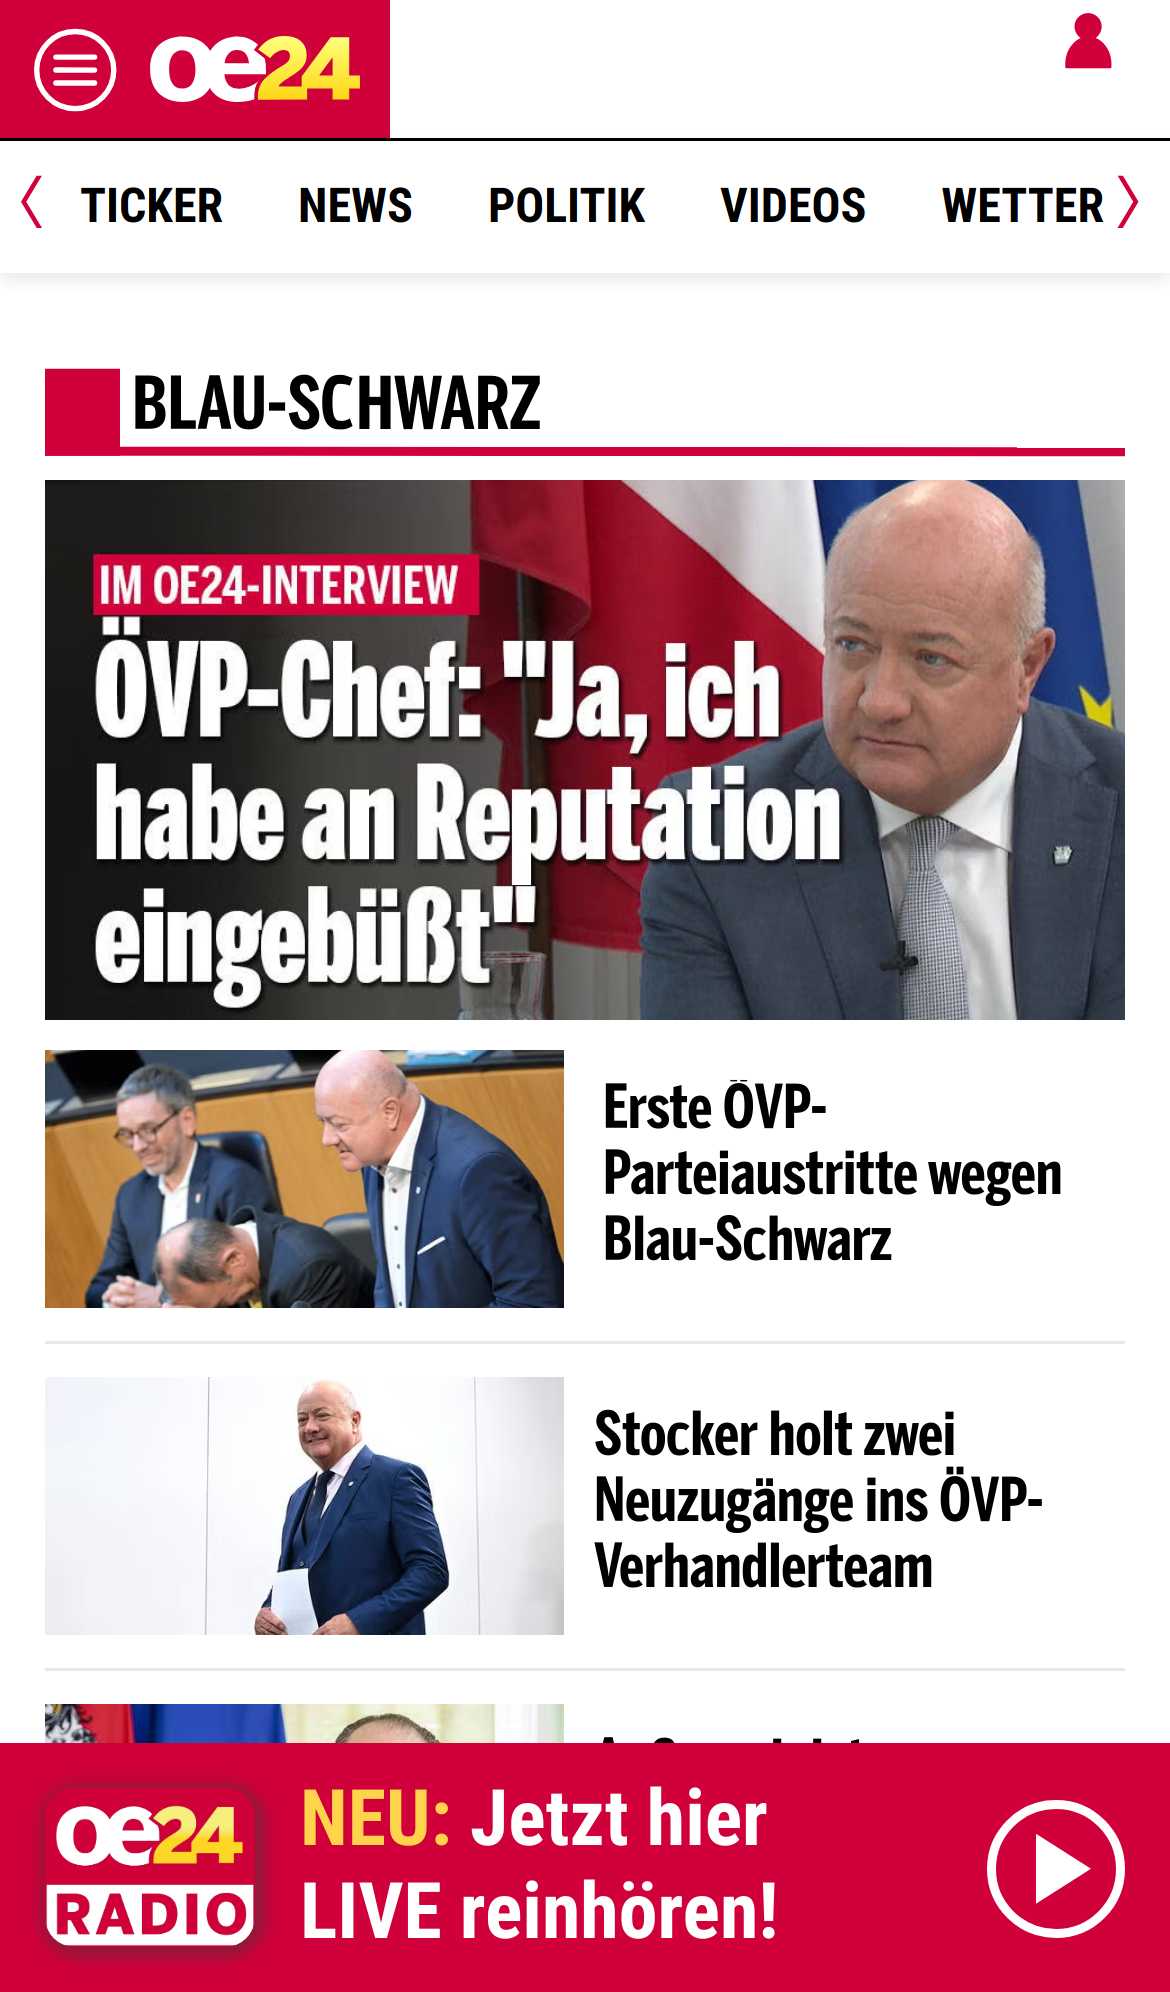 oe24
TICKER NEWS POLITIK VIDEOS WETTER
BLAU-SCHWARZ
IM OE24-INTERVIEW
ÖVP-Chef: "Ja, ich
habe an Reputation
eingebüßt"
Erste ÖVP-
Parteiaustritte wegen
Blau-Schwarz
Stocker holt zwei
Neuzugänge ins ÖVP-
Verhandlerteam
oe24
RADIO
NEU: Jetzt hier
LIVE reinhören!